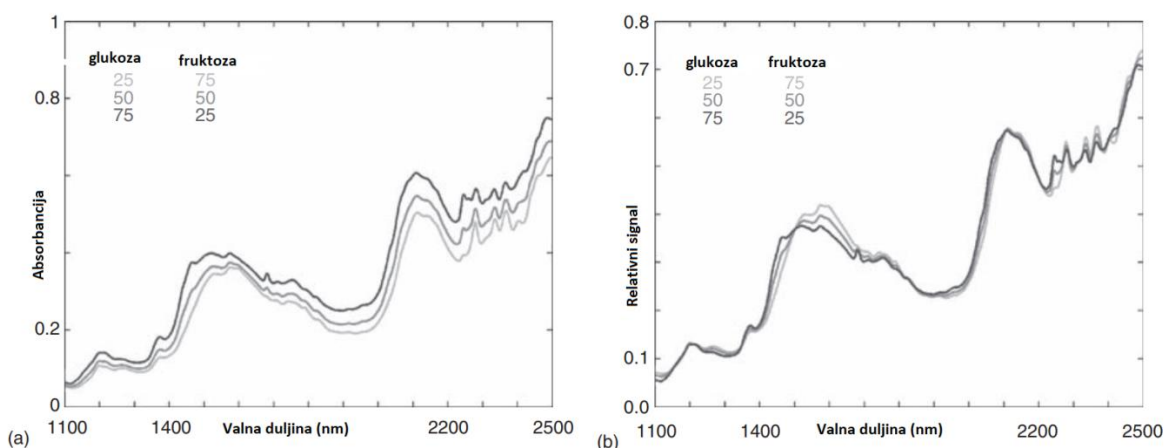 1
0.8
0.2
0
Absorbancija
glukoza fruktoza
25 75
50 50
75 25
1100 1400 Valna duljina (nm) 2200 2500
(a)
0.8
0.7
0.1
0.0
Relativni signal
glukoza fruktoza
25 75
50 50
75 25
1100 1400 Valna duljina (nm) 2200 2500
(b)